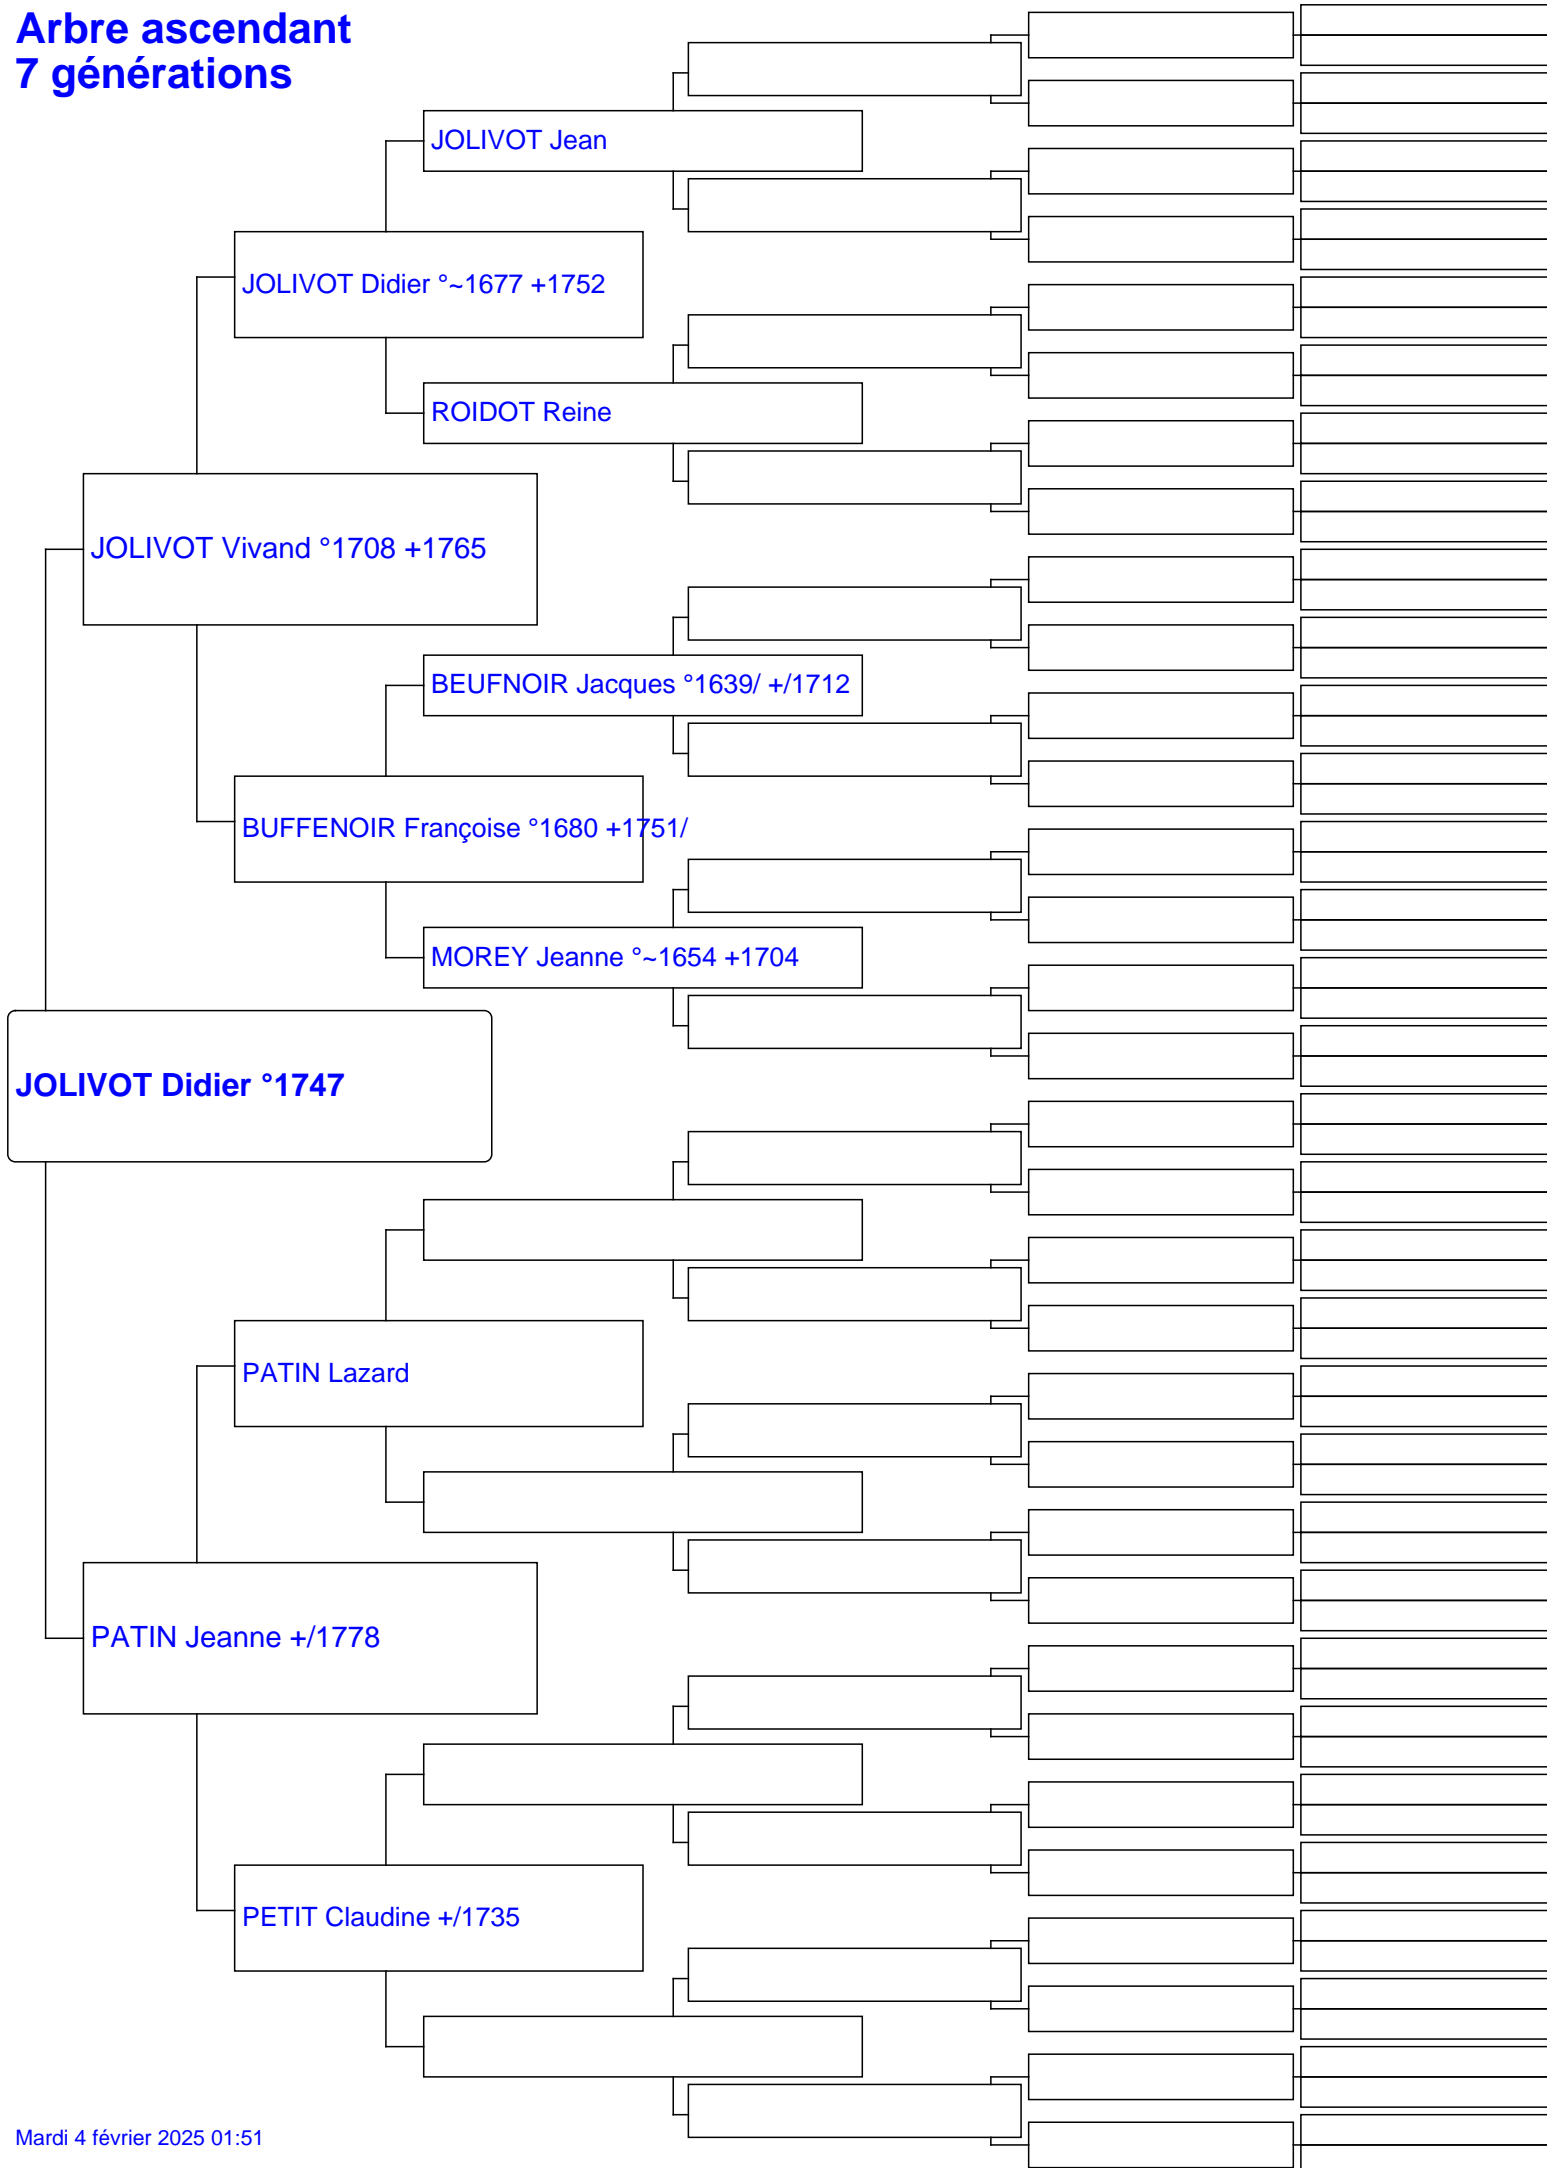 Arbre ascendant
7 générations
JOLIVOT Jean
JOLIVOT Didier °~1677 +1752
ROIDOT Reine
JOLIVOT Vivand °1708 +1765
BEUFNOIR Jacques °1639/ +/1712
BUFFENOIR Françoise °1680 +1751/
MOREY Jeanne °~1654 +1704
JOLIVOT Didier °1747
PATIN Lazard
PATIN Jeanne +/1778
PETIT Claudine +/1735
Mardi 4 février 2025 01:51